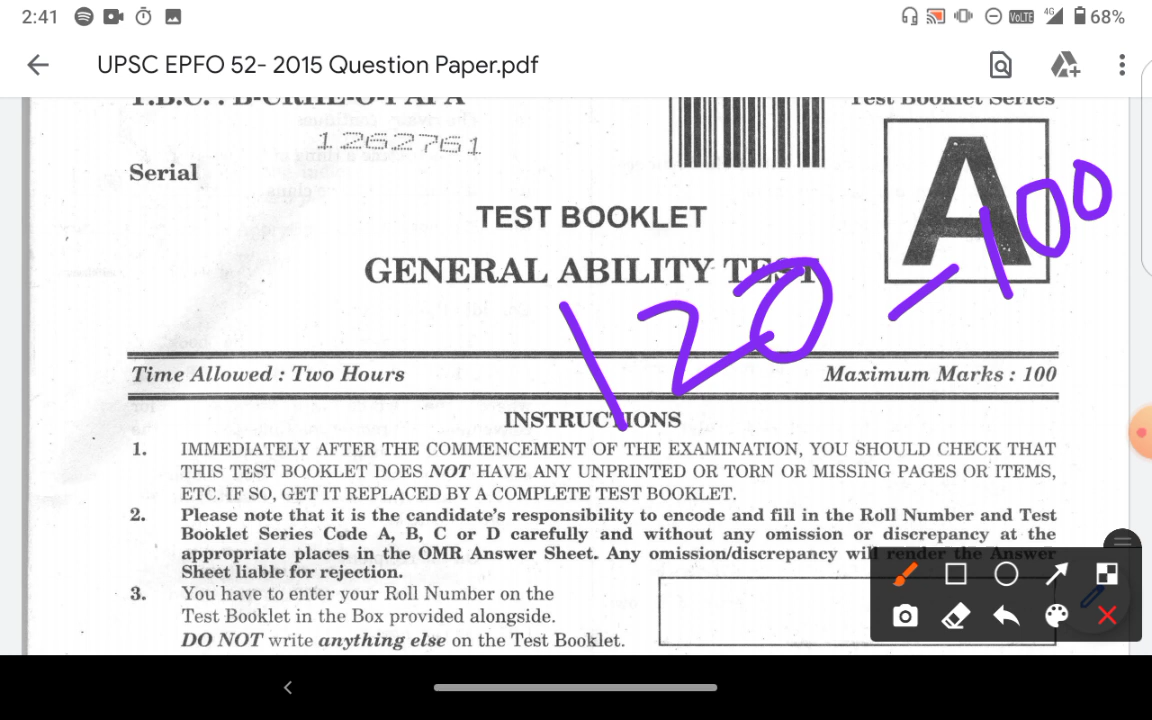 2:41 4G VoLTE 68%
UPSC EPFO 52- 2015 Question Paper.pdf
T.B.C. : B-CRHE-O-PAPA Test Booklet Series
1262761
Serial
A
TEST BOOKLET
GENERAL ABILITY TEST
120 - 100
Time Allowed : Two Hours Maximum Marks : 100
INSTRUCTIONS
1. IMMEDIATELY AFTER THE COMMENCEMENT OF THE EXAMINATION, YOU SHOULD CHECK THAT
THIS TEST BOOKLET DOES NOT HAVE ANY UNPRINTED OR TORN OR MISSING PAGES OR ITEMS,
ETC. IF SO, GET IT REPLACED BY A COMPLETE TEST BOOKLET.
2. Please note that it is the candidate's responsibility to encode and fill in the Roll Number and Test
Booklet Series Code A, B, C or D carefully and without any omission or discrepancy at the
appropriate places in the OMR Answer Sheet. Any omission/discrepancy will render the Answer
Sheet liable for rejection.
3. You have to enter your Roll Number on the
Test Booklet in the Box provided alongside.
DO NOT write anything else on the Test Booklet.